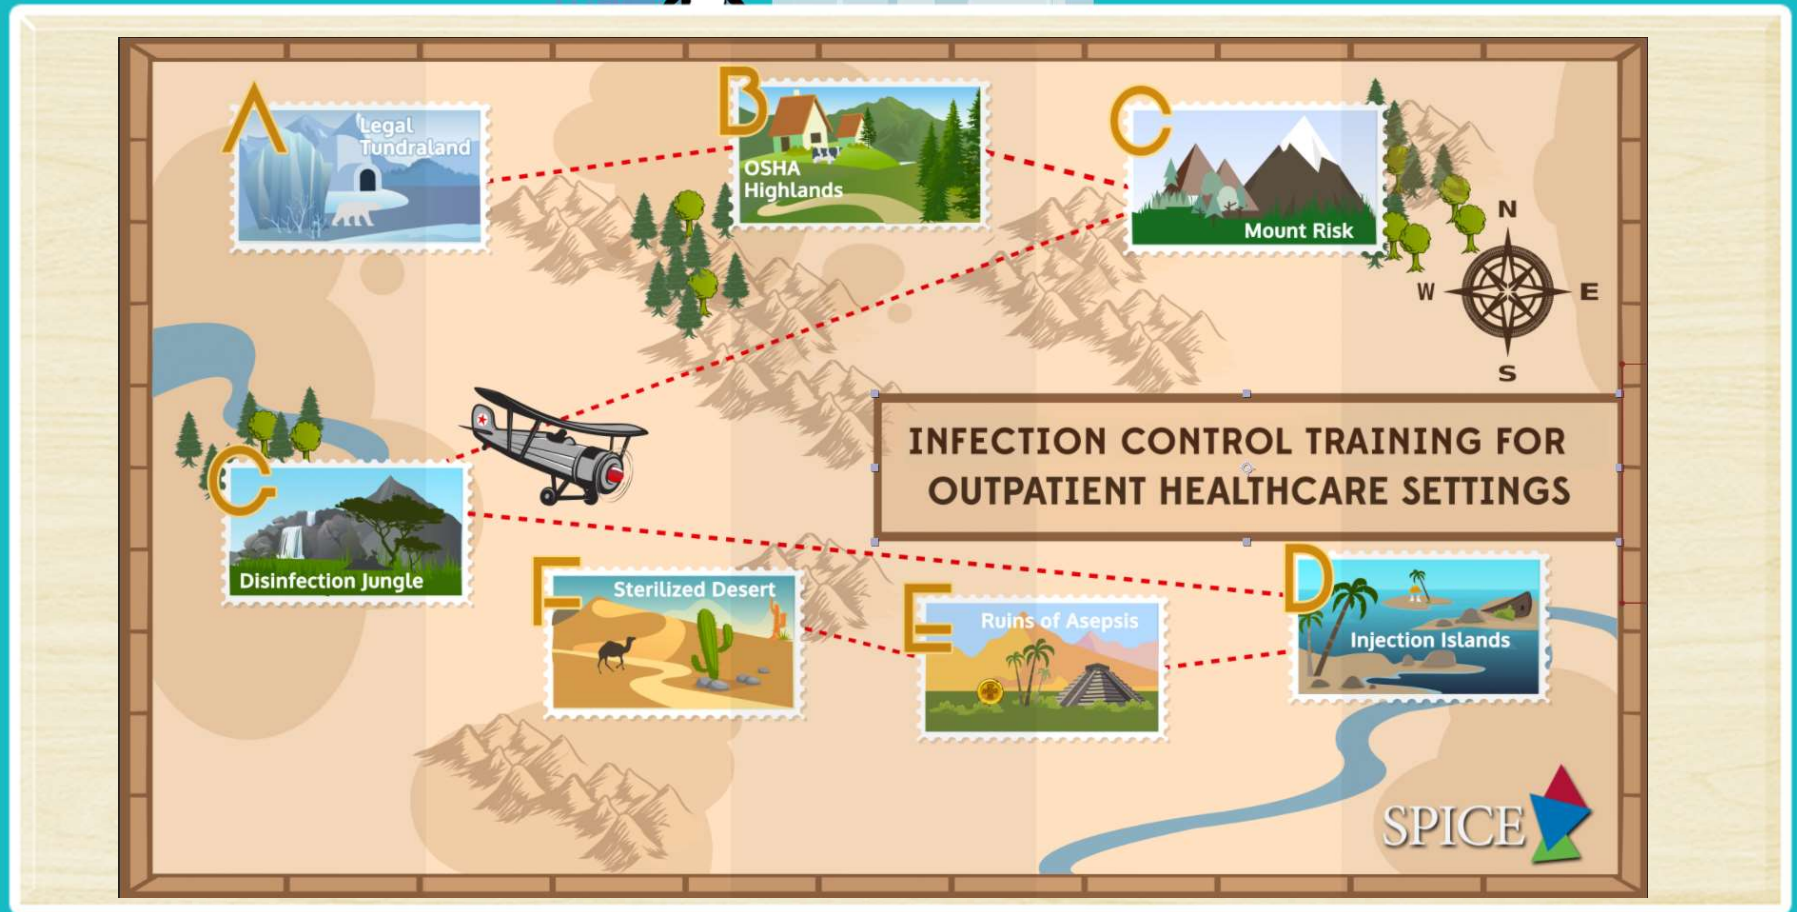 A
Legal
Tundraland
B
OSHA
Highlands
C
Mount Risk
N
W
E
S
INFECTION CONTROL TRAINING FOR
OUTPATIENT HEALTHCARE SETTINGS
G
Disinfection Jungle
F
Sterilized Desert
E
Ruins of Asepsis
D
Injection Islands
SPICE